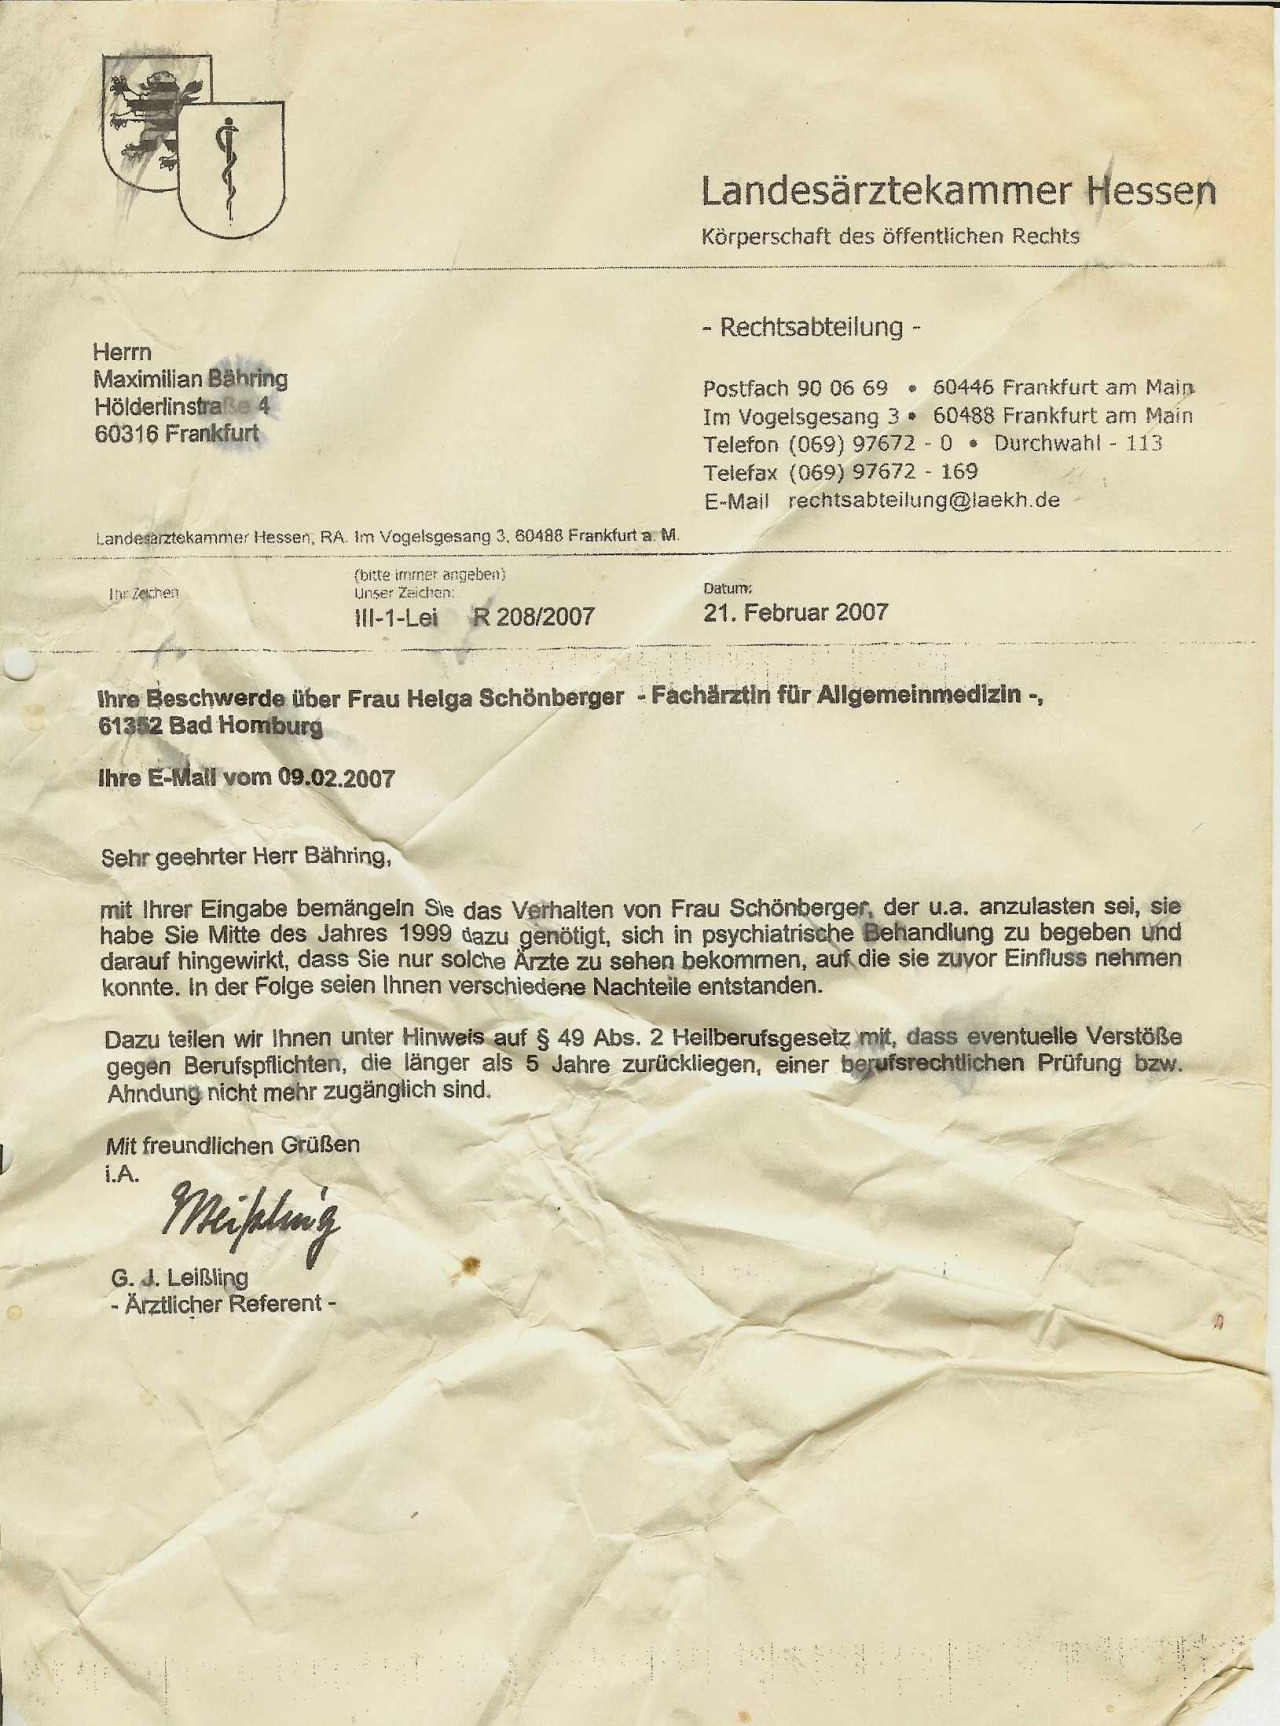 Landesärztekammer Hessen
Körperschaft des öffentlichen Rechts
- Rechtsabteilung -
Herrn
Maximilian Bähring
Hölderlinstraße 4
60316 Frankfurt
Postfach 90 06 69 • 60446 Frankfurt am Main
Im Vogelsgesang 3 • 60488 Frankfurt am Main
Telefon (069) 97672 - 0 • Durchwahl - 113
Telefax (069) 97672 - 169
E-Mail rechtsabteilung@laekh.de
Landesärztekammer Hessen, RA. Im Vogelsgesang 3, 60488 Frankfurt a. M.
Ihr Zeichen
(bitte immer angeben)
Unser Zeichen:
III-1-Lei R 208/2007
Datum:
21. Februar 2007
Ihre Beschwerde über Frau Helga Schönberger - Fachärztin für Allgemeinmedizin -,
61352 Bad Homburg
Ihre E-Mail vom 09.02.2007
Sehr geehrter Herr Bähring,
mit Ihrer Eingabe bemängeln Sie das Verhalten von Frau Schönberger, der u.a. anzulasten sei, sie
habe Sie Mitte des Jahres 1999 dazu genötigt, sich in psychiatrische Behandlung zu begeben und
darauf hingewirkt, dass Sie nur solche Ärzte zu sehen bekommen, auf die sie zuvor Einfluss nehmen
konnte. In der Folge seien Ihnen verschiedene Nachteile entstanden.
Dazu teilen wir Ihnen unter Hinweis auf § 49 Abs. 2 Heilberufsgesetz mit, dass eventuelle Verstöße
gegen Berufspflichten, die länger als 5 Jahre zurückliegen, einer berufsrechtlichen Prüfung bzw.
Ahndung nicht mehr zugänglich sind.
Mit freundlichen Grüßen
i.A.
G. J. Leißling
- Ärztlicher Referent -